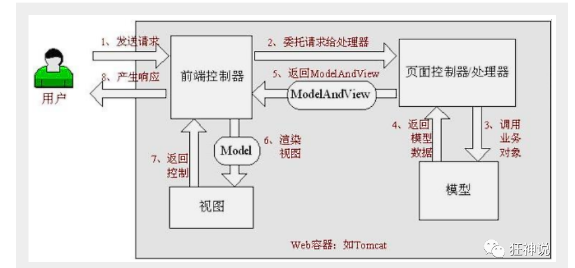 1、发送请求
2、委托请求给处理器
8、产生响应
5、返回ModelAndView
前端控制器
页面控制器/处理器
ModelAndView
用户
4、返回
模型
数据
3、调用
业务
对象
7、返回
控制
Model
6、渲染
视图
视图
模型
Web容器：如Tomcat
狂神说